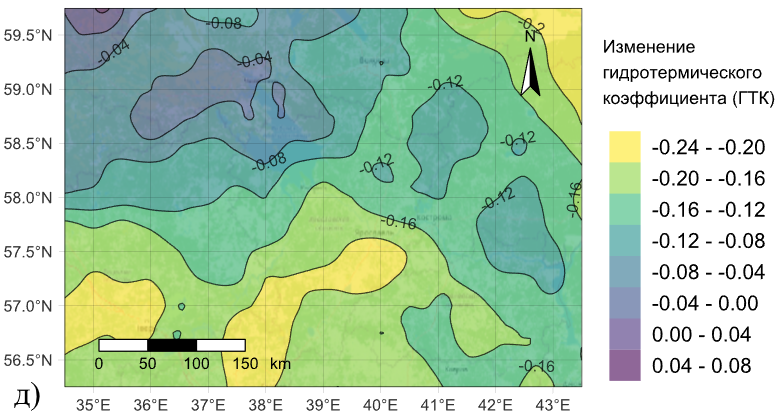 59.5°N
59.0°N
58.5°N
58.0°N
57.5°N
57.0°N
56.5°N
-0.08
-0.2
-0.04
-0.04
N
-0.12
-0.12
-0.08
-0.12
-0.12
-0.16
-0.16
-0.16
0 50 100 150 km
д)
35°E 36°E 37°E 38°E 39°E 40°E 41°E 42°E 43°E
Изменение
гидротермического
коэффициента (ГТК)
-0.24 - -0.20
-0.20 - -0.16
-0.16 - -0.12
-0.12 - -0.08
-0.08 - -0.04
-0.04 - 0.00
0.00 - 0.04
0.04 - 0.08